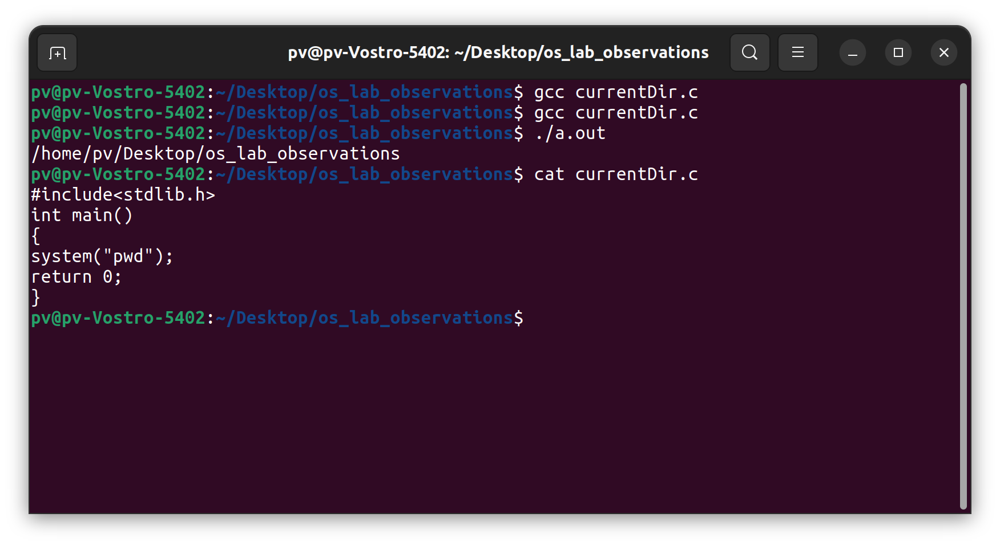 pv@pv-Vostro-5402: ~/Desktop/os_lab_observations
pv@pv-Vostro-5402:~/Desktop/os_lab_observations$ gcc currentDir.c
pv@pv-Vostro-5402:~/Desktop/os_lab_observations$ gcc currentDir.c
pv@pv-Vostro-5402:~/Desktop/os_lab_observations$ ./a.out
/home/pv/Desktop/os_lab_observations
pv@pv-Vostro-5402:~/Desktop/os_lab_observations$ cat currentDir.c
#include<stdlib.h>
int main()
{
system("pwd");
return 0;
}
pv@pv-Vostro-5402:~/Desktop/os_lab_observations$